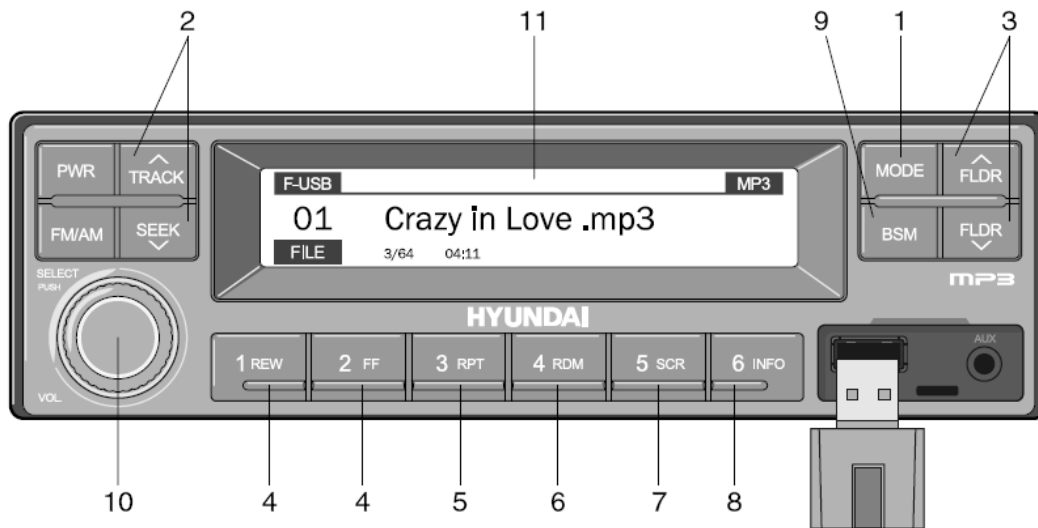 2 11 9 1 3
PWR TRACK
FM/AM SEEK
SELECT
PUSH
VOL.
F-USB MP3
01 Crazy in Love .mp3
FILE 3/64 04:11
HYUNDAI
MODE FLDR
BSM FLDR
MP3
1 REW 2 FF 3 RPT 4 RDM 5 SCR 6 INFO
AUX
10 4 4 5 6 7 8